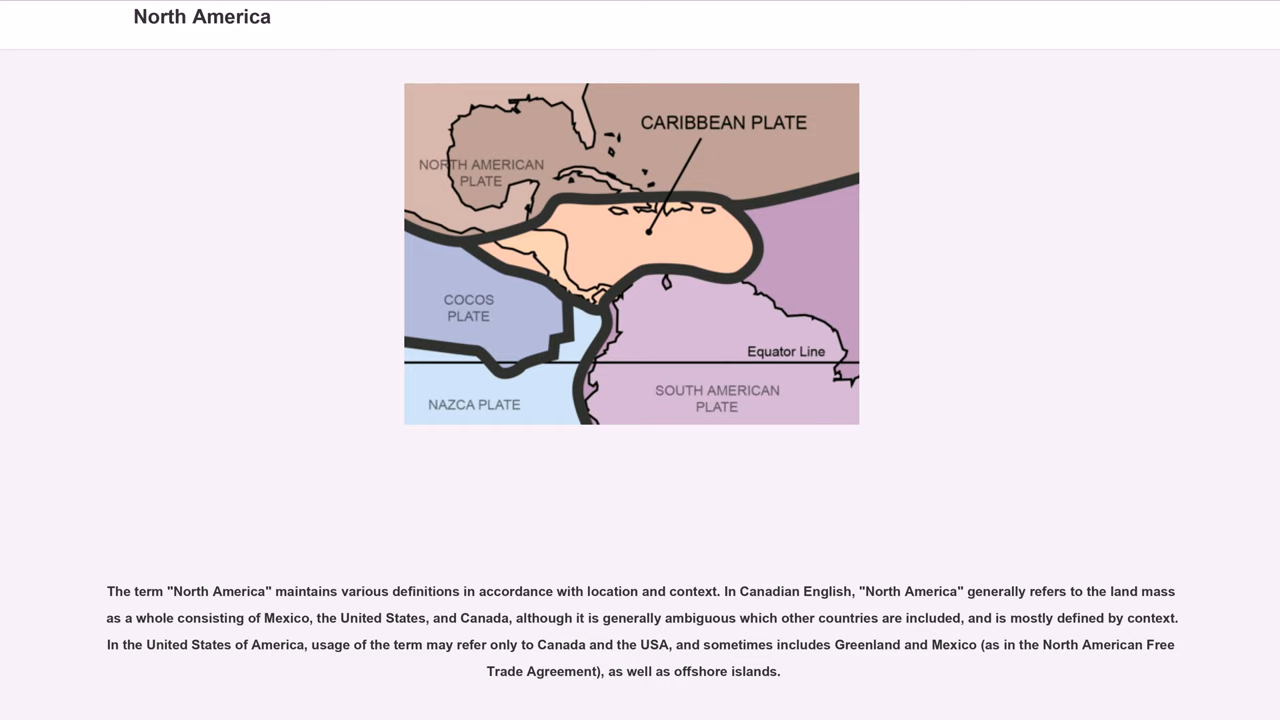 North America
CARIBBEAN PLATE
NORTH AMERICAN
PLATE
COCOS
PLATE
Equator Line
SOUTH AMERICAN
PLATE
NAZCA PLATE
The term "North America" maintains various definitions in accordance with location and context. In Canadian English, "North America" generally refers to the land mass
as a whole consisting of Mexico, the United States, and Canada, although it is generally ambiguous which other countries are included, and is mostly defined by context.
In the United States of America, usage of the term may refer only to Canada and the USA, and sometimes includes Greenland and Mexico (as in the North American Free
Trade Agreement), as well as offshore islands.